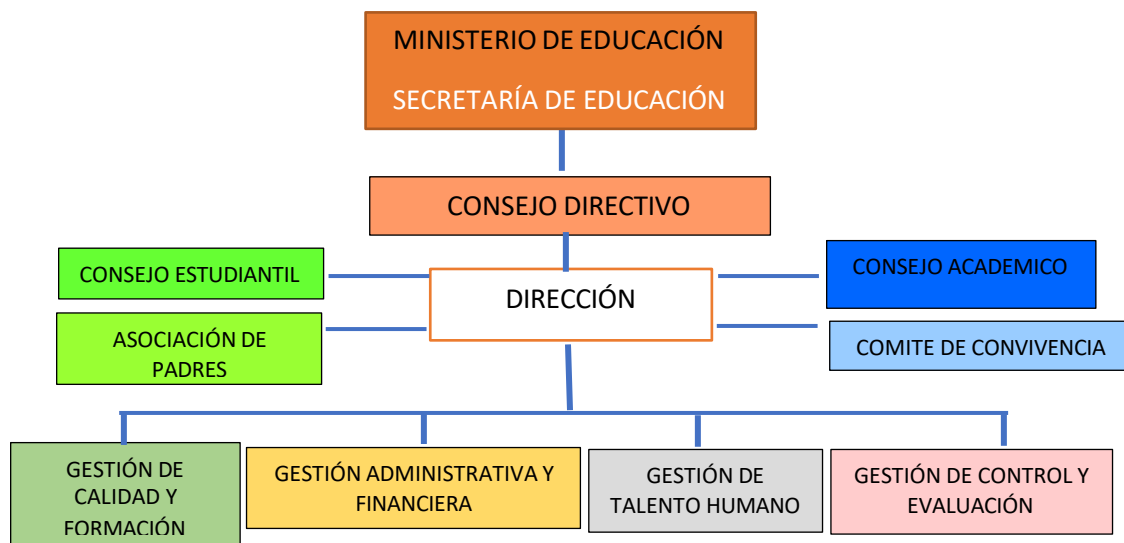 MINISTERIO DE EDUCACIÓN
SECRETARÍA DE EDUCACIÓN
CONSEJO DIRECTIVO
CONSEJO ESTUDIANTIL
CONSEJO ACADEMICO
DIRECCIÓN
ASOCIACIÓN DE
PADRES
COMITE DE CONVIVENCIA
GESTIÓN DE
CALIDAD Y
FORMACIÓN
GESTIÓN ADMINISTRATIVA Y
FINANCIERA
GESTIÓN DE
TALENTO HUMANO
GESTIÓN DE CONTROL Y
EVALUACIÓN